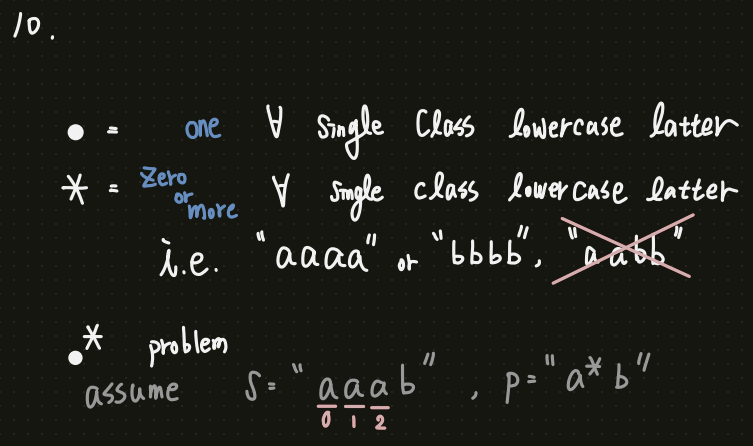 10.
• = one ∀ single Class lowercase latter
* = zero or more ∀ single class lowercase latter
i.e. "aaaa" or "bbbb", "aabb"
•* problem
assume S = "aaab", p = "a*b"
0 1 2